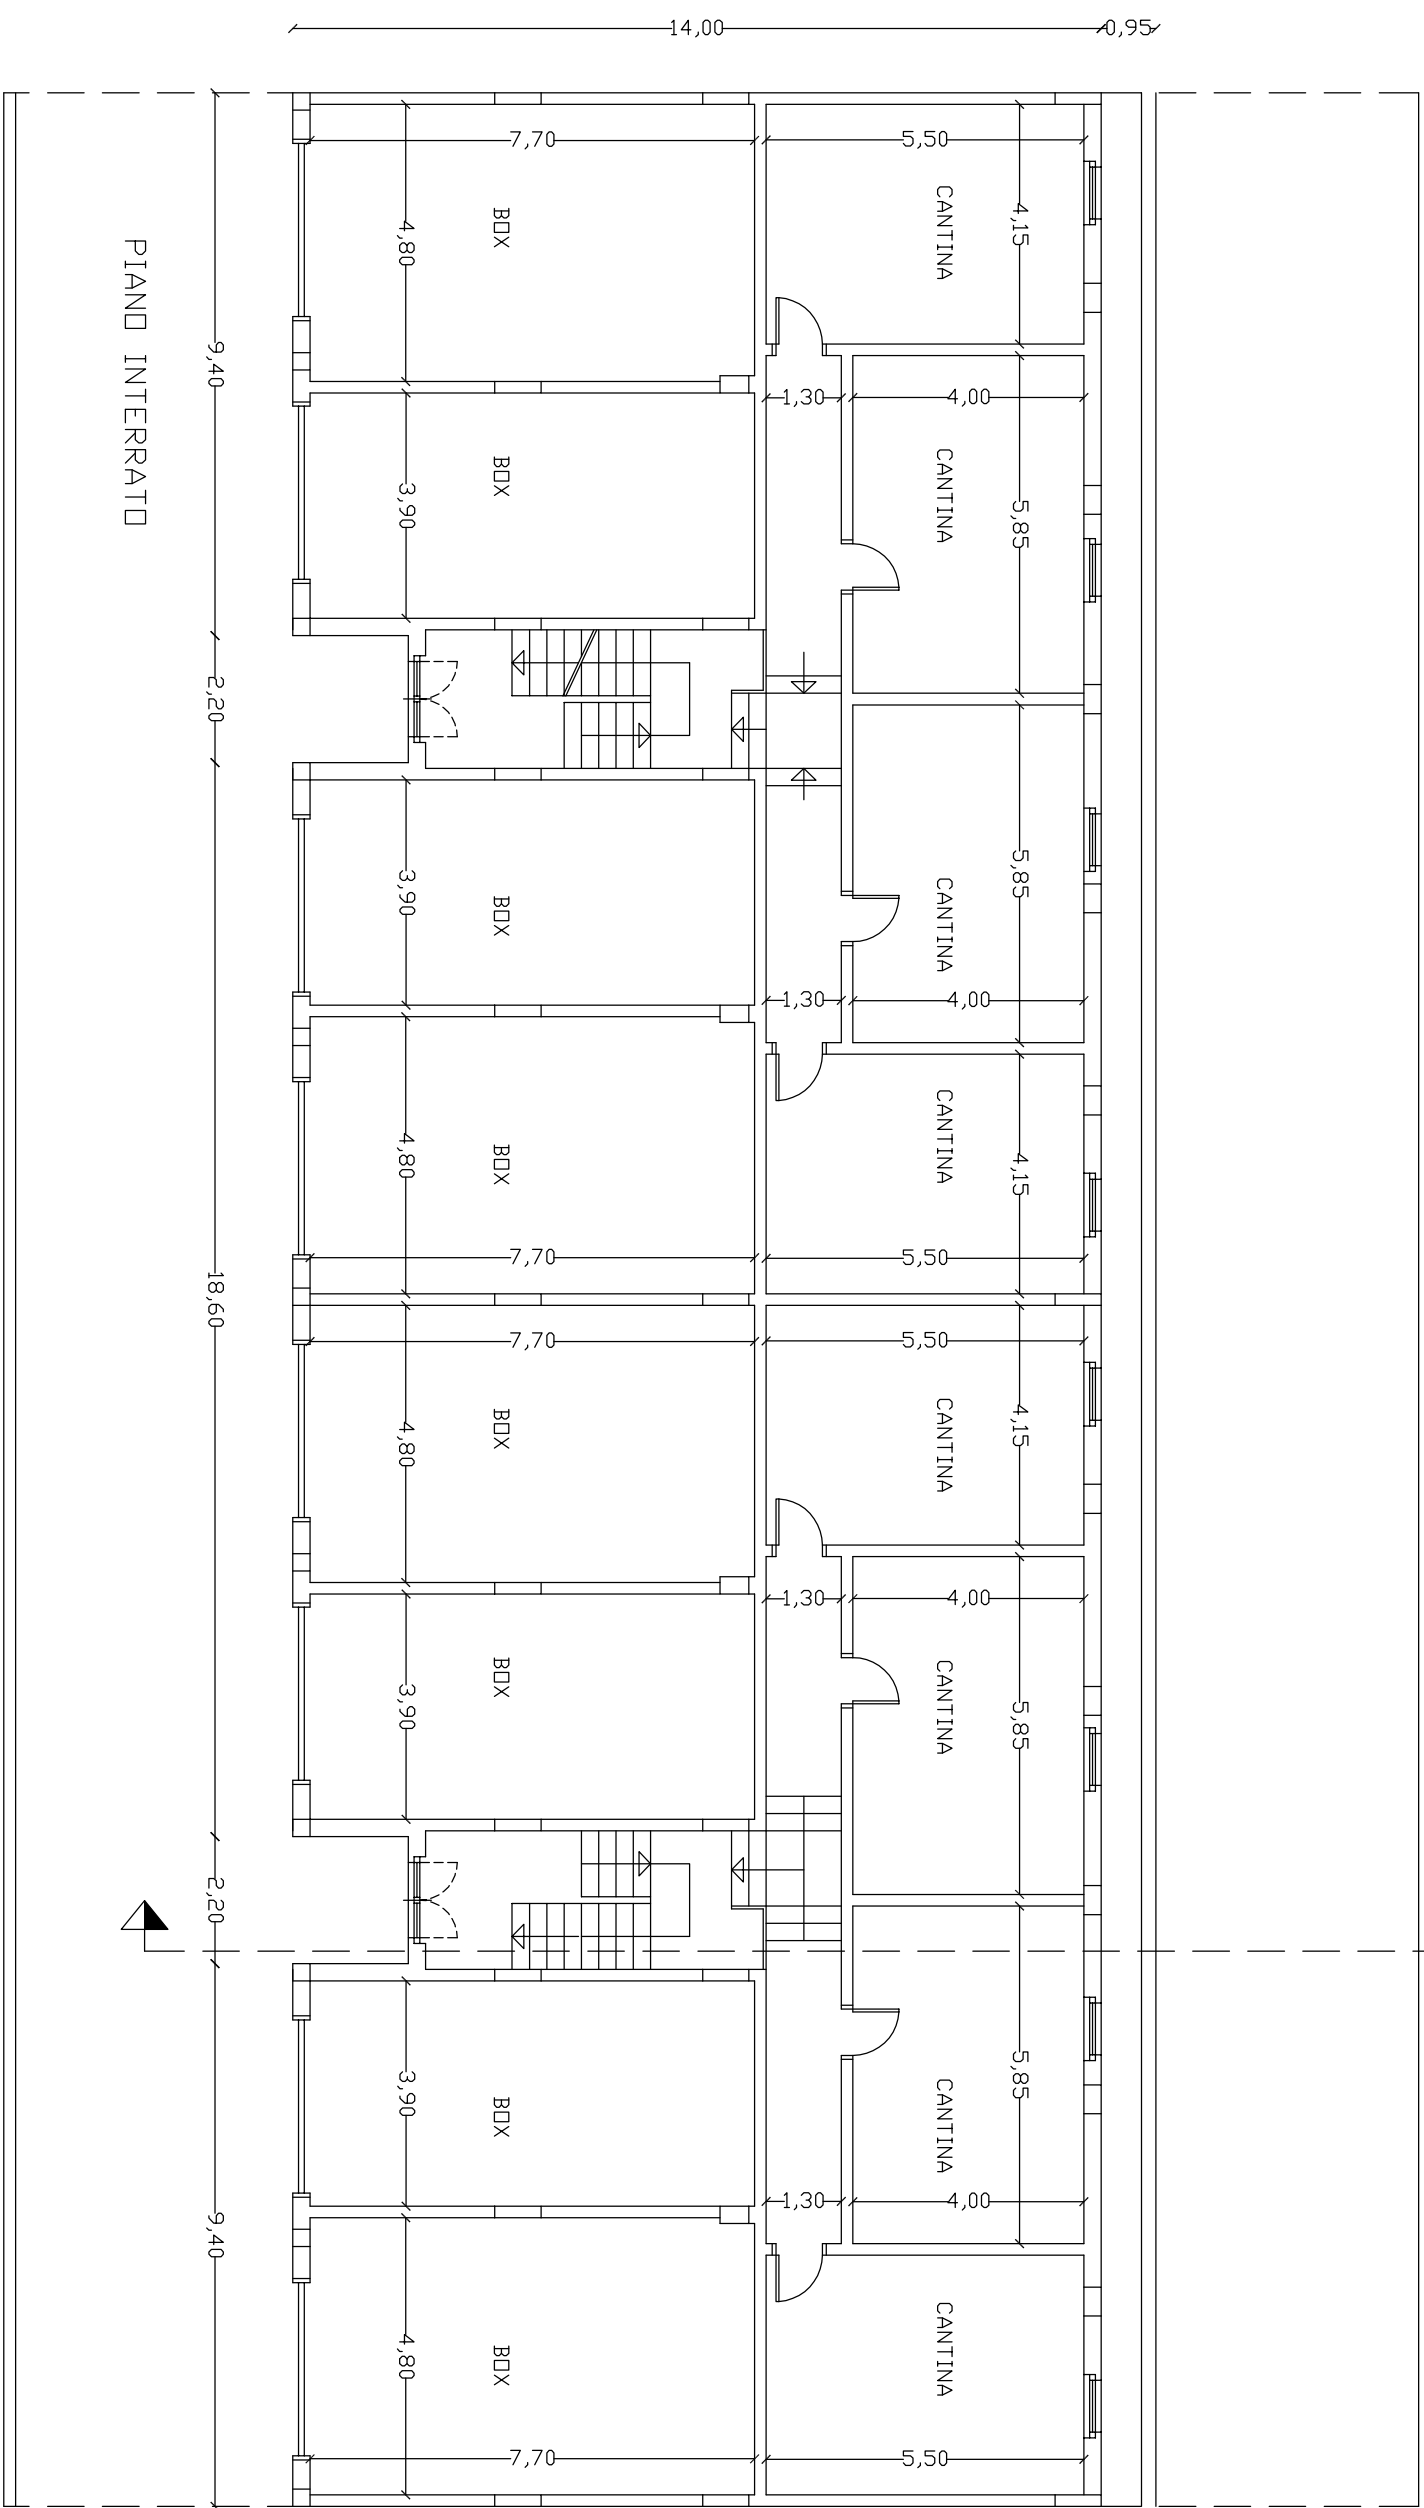 14,00
0,95
7,70
5,50
4,15
4,80
BOX
CANTINA
PIANO INTERRATO
9,40
1,30
4,00
BOX
CANTINA
3,90
5,85
2,20
3,90
BOX
5,85
CANTINA
1,30
4,00
4,80
BOX
CANTINA
4,15
7,70
5,50
18,60
7,70
5,50
4,80
BOX
CANTINA
4,15
1,30
4,00
3,90
BOX
CANTINA
5,85
2,20
3,90
BOX
CANTINA
5,85
1,30
4,00
9,40
4,80
BOX
CANTINA
7,70
5,50